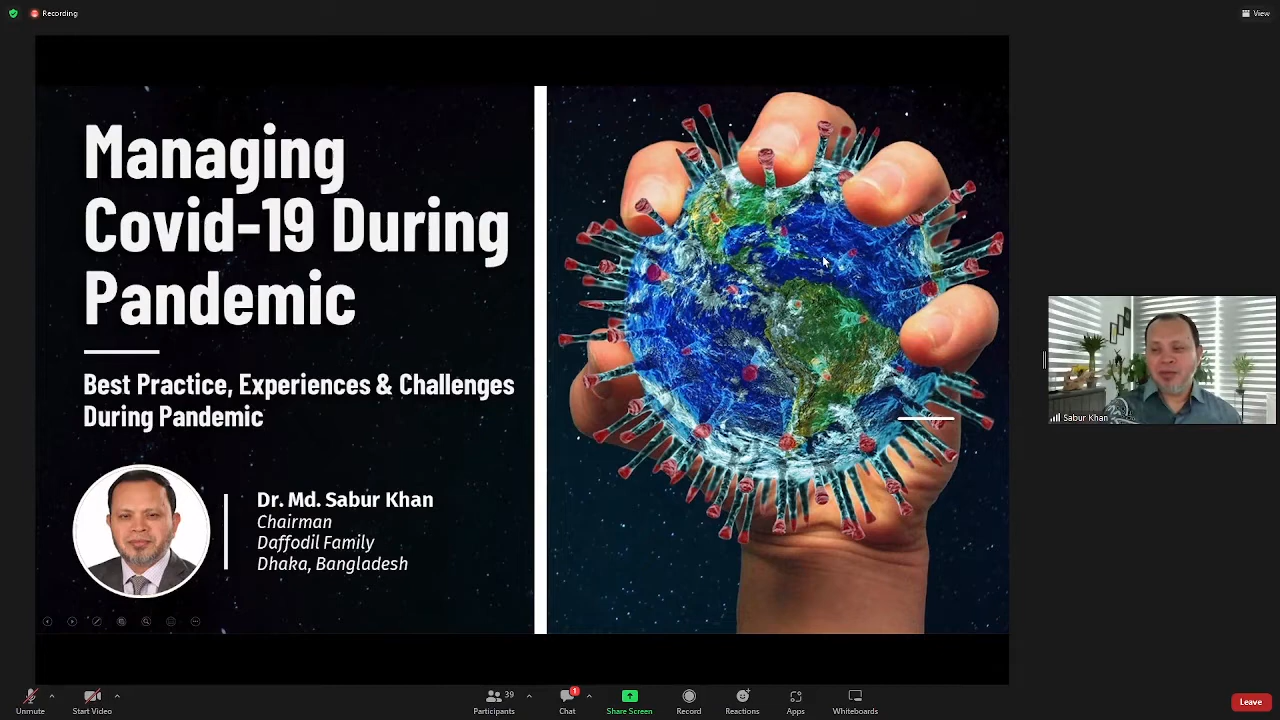 Recording
View
Managing
Covid-19 During
Pandemic
Best Practice, Experiences & Challenges
During Pandemic
Dr. Md. Sabur Khan
Chairman
Daffodil Family
Dhaka, Bangladesh
Sabur Khan
Unmute
Start Video
39
Participants
1
Chat
Share Screen
Record
Reactions
Apps
Whiteboards
Leave